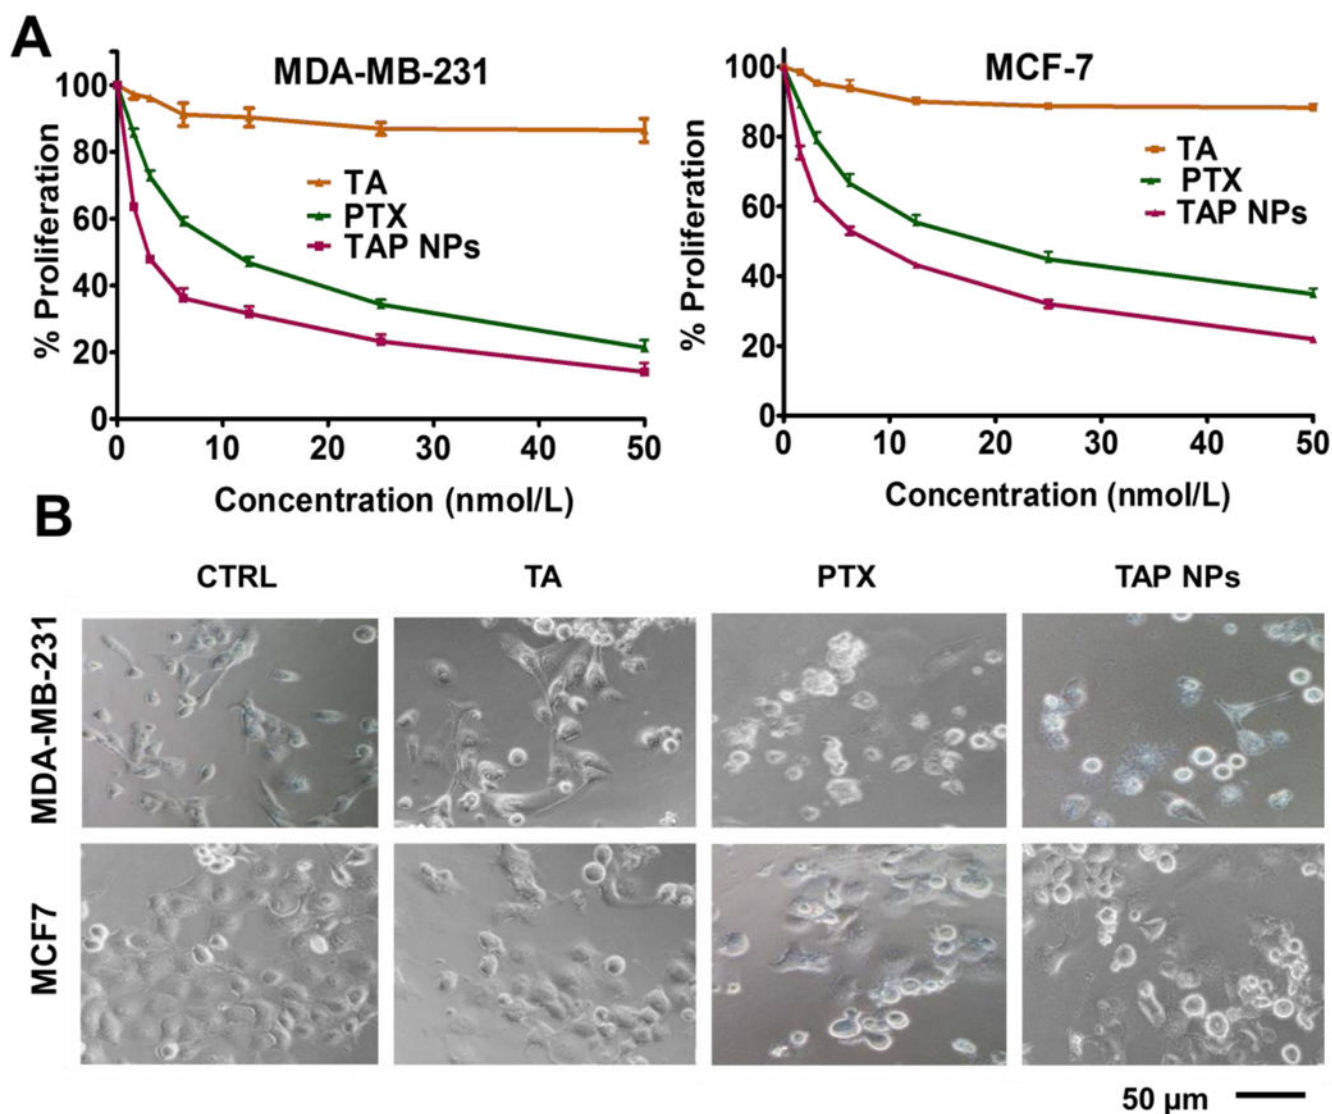 A
MDA-MB-231
% Proliferation
100
80
60
40
20
0
0 10 20 30 40 50
Concentration (nmol/L)
TA
PTX
TAP NPs
MCF-7
% Proliferation
100
80
60
40
20
0
0 10 20 30 40 50
Concentration (nmol/L)
TA
PTX
TAP NPs
B
CTRL TA PTX TAP NPs
MDA-MB-231
MCF7
50 µm